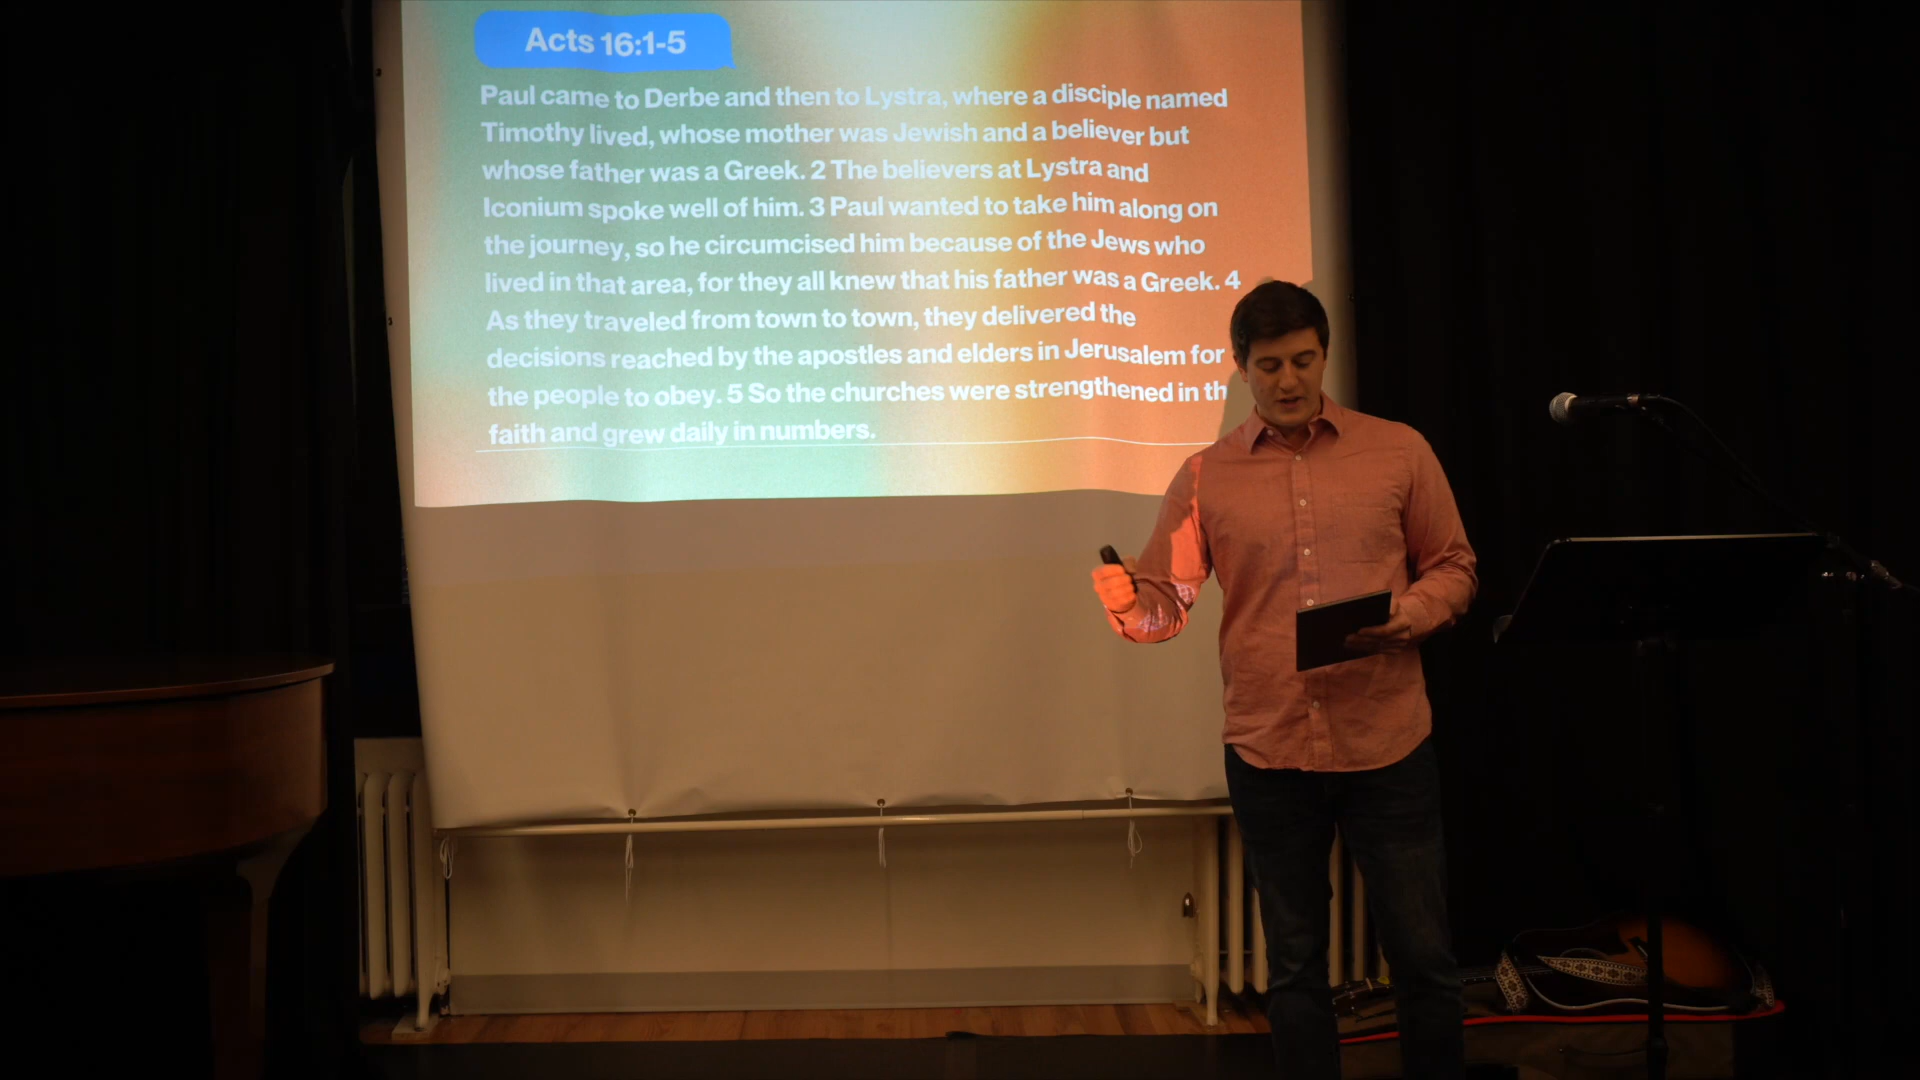 Acts 16:1-5
Paul came to Derbe and then to Lystra, where a disciple named
Timothy lived, whose mother was Jewish and a believer but
whose father was a Greek. 2 The believers at Lystra and
Iconium spoke well of him. 3 Paul wanted to take him along on
the journey, so he circumcised him because of the Jews who
lived in that area, for they all knew that his father was a Greek. 4
As they traveled from town to town, they delivered the
decisions reached by the apostles and elders in Jerusalem for
the people to obey. 5 So the churches were strengthened in th
faith and grew daily in numbers.